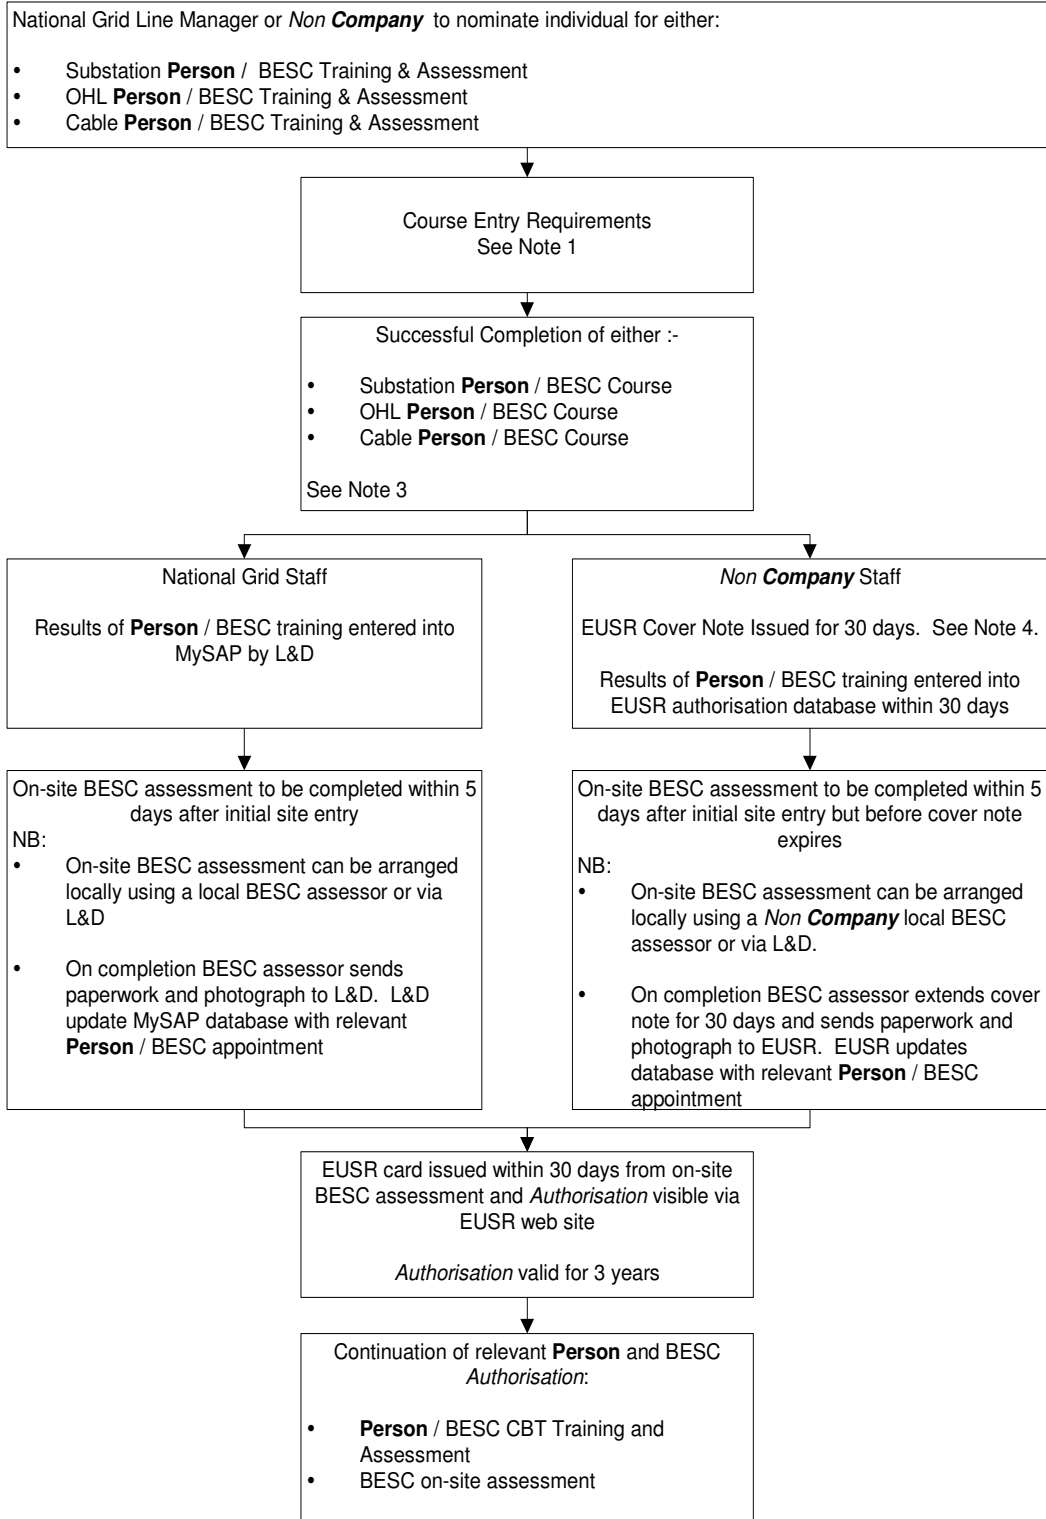 National Grid Line Manager or Non Company to nominate individual for either:
• Substation Person / BESC Training & Assessment
• OHL Person / BESC Training & Assessment
• Cable Person / BESC Training & Assessment
Course Entry Requirements
See Note 1
Successful Completion of either :-
• Substation Person / BESC Course
• OHL Person / BESC Course
• Cable Person / BESC Course
See Note 3
National Grid Staff
Results of Person / BESC training entered into
MySAP by L&D
Non Company Staff
EUSR Cover Note Issued for 30 days. See Note 4.
Results of Person / BESC training entered into
EUSR authorisation database within 30 days
On-site BESC assessment to be completed within 5
days after initial site entry
NB:
• On-site BESC assessment can be arranged
locally using a local BESC assessor or via
L&D
• On completion BESC assessor sends
paperwork and photograph to L&D. L&D
update MySAP database with relevant
Person / BESC appointment
On-site BESC assessment to be completed within 5
days after initial site entry but before cover note
expires
NB:
• On-site BESC assessment can be arranged
locally using a Non Company local BESC
assessor or via L&D.
• On completion BESC assessor extends cover
note for 30 days and sends paperwork and
photograph to EUSR. EUSR updates
database with relevant Person / BESC
appointment
EUSR card issued within 30 days from on-site
BESC assessment and Authorisation visible via
EUSR web site
Authorisation valid for 3 years
Continuation of relevant Person and BESC
Authorisation:
• Person / BESC CBT Training and
Assessment
• BESC on-site assessment